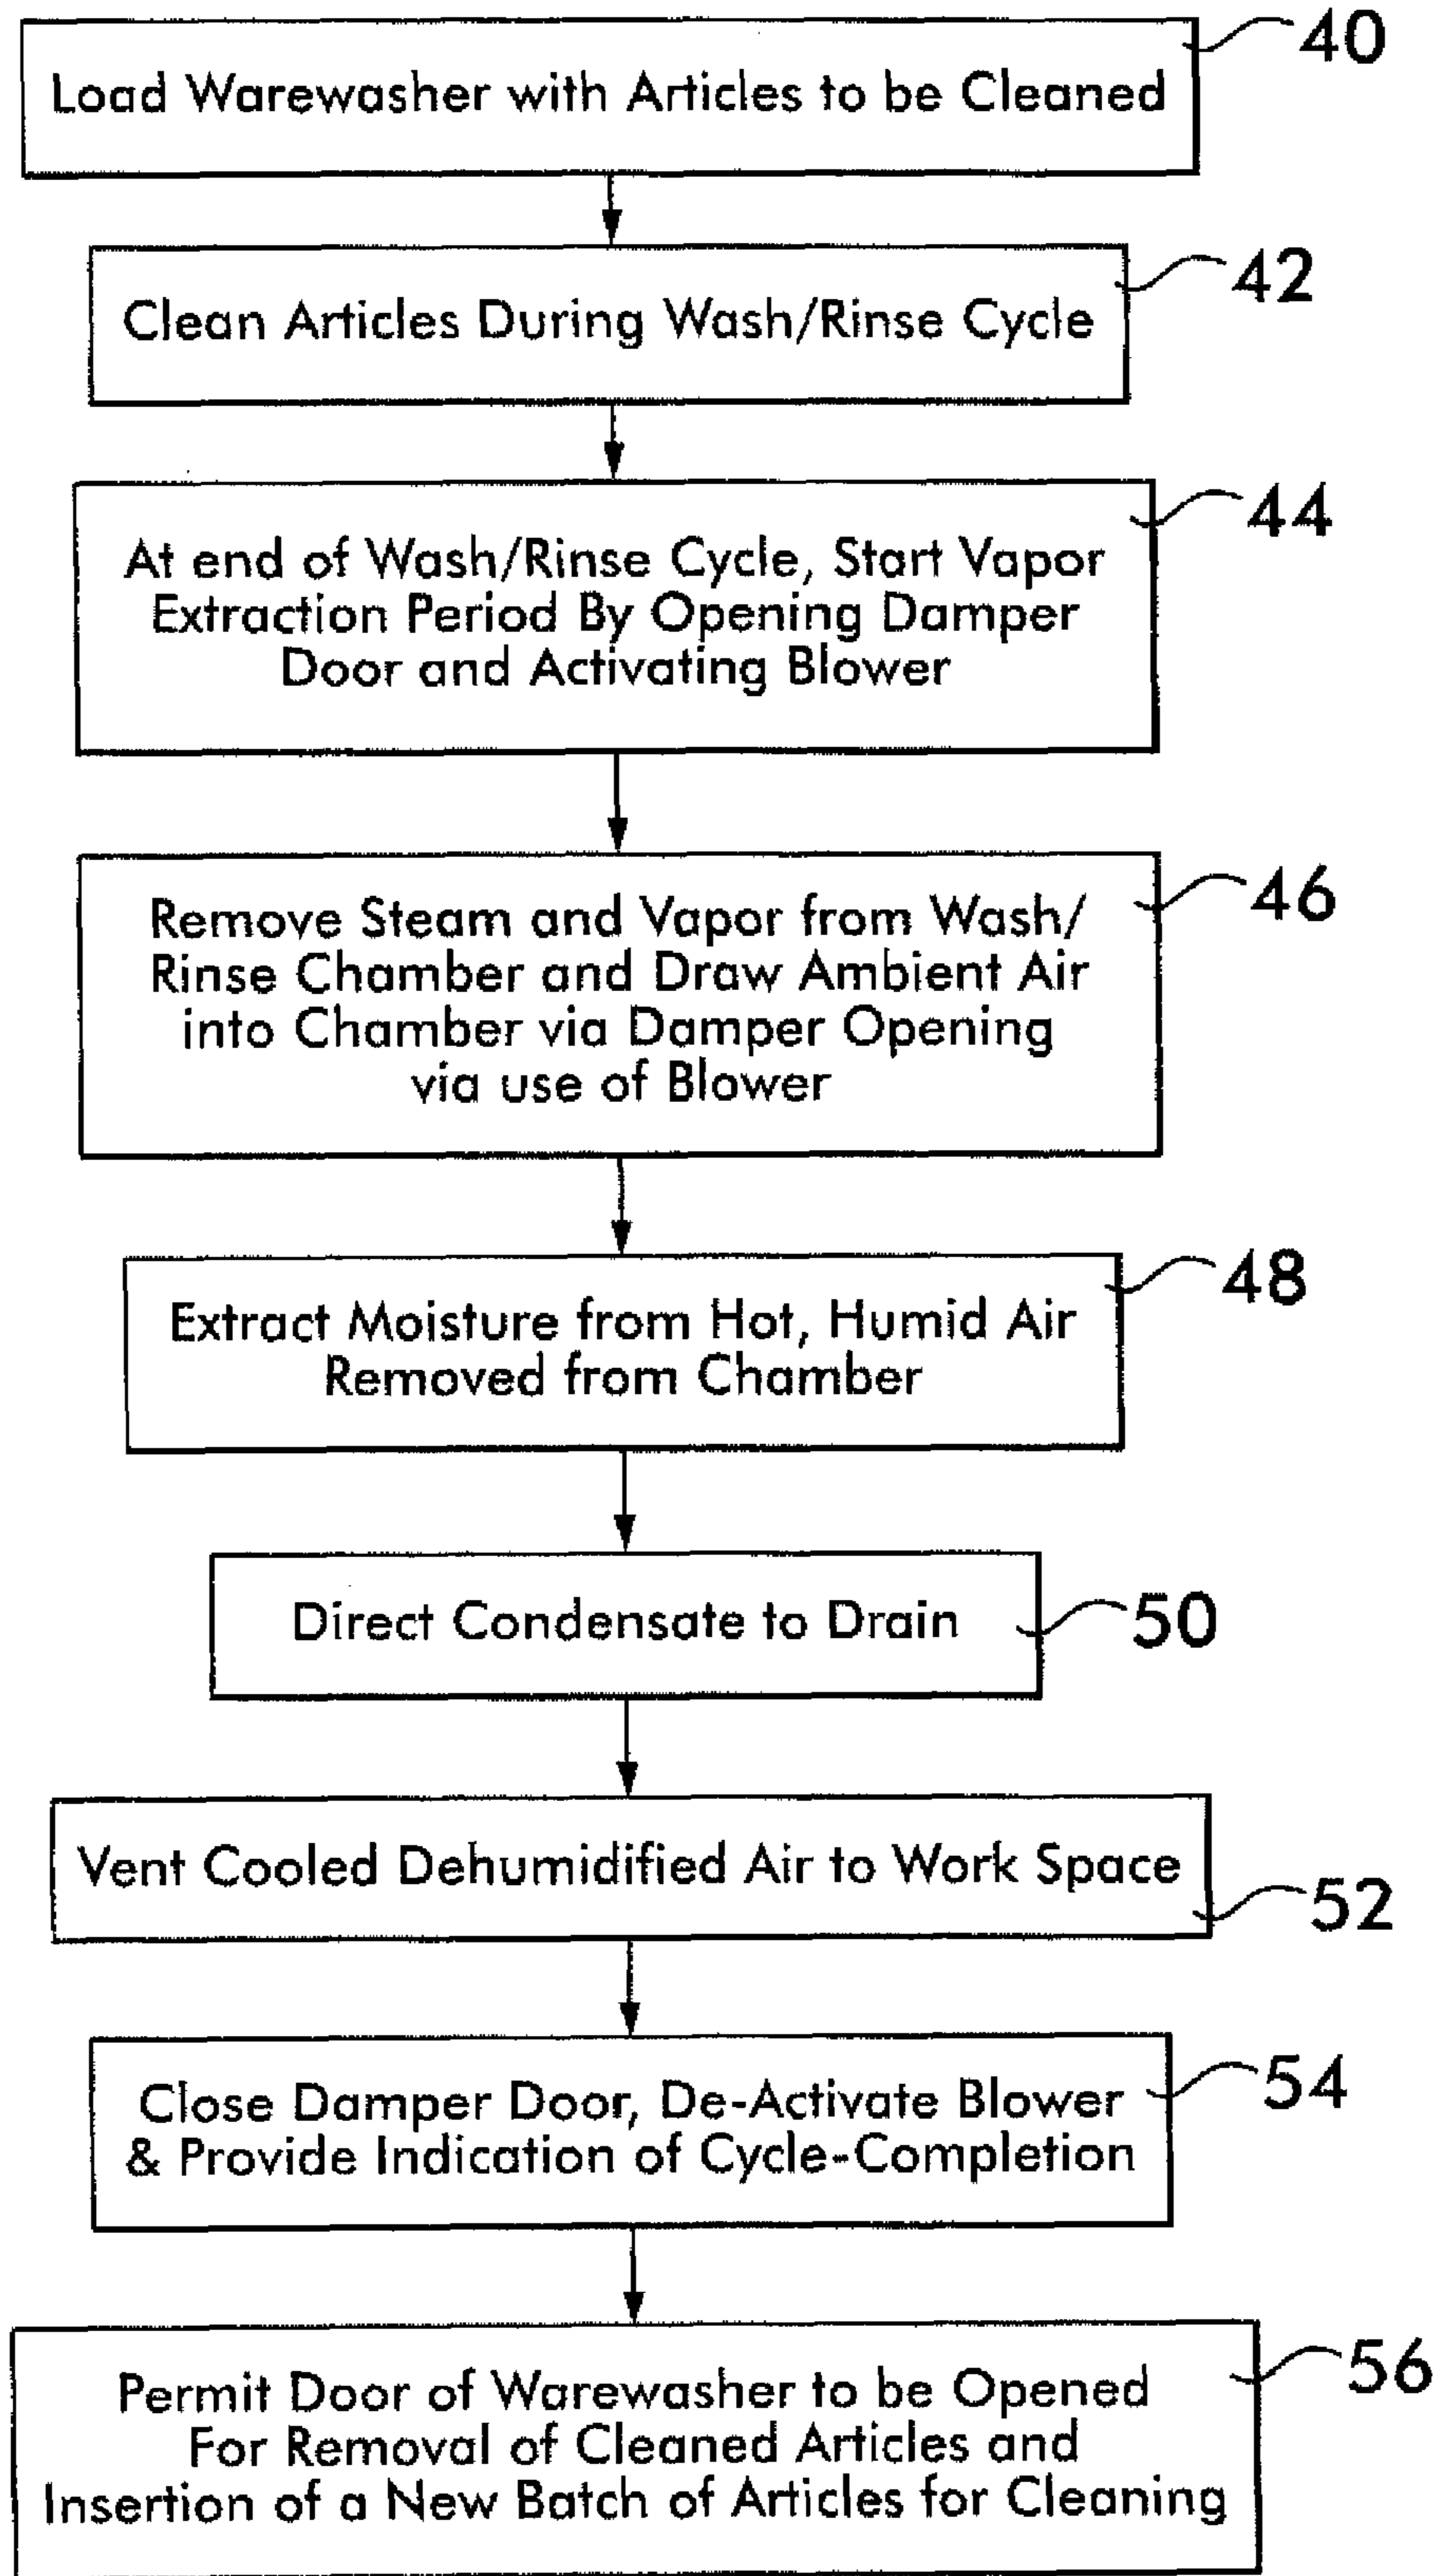 40
Load Warewasher with Articles to be Cleaned
42
Clean Articles During Wash/Rinse Cycle
44
At end of Wash/Rinse Cycle, Start Vapor
Extraction Period By Opening Damper
Door and Activating Blower
46
Remove Steam and Vapor from Wash/
Rinse Chamber and Draw Ambient Air
into Chamber via Damper Opening
via use of Blower
48
Extract Moisture from Hot, Humid Air
Removed from Chamber
50
Direct Condensate to Drain
Vent Cooled Dehumidified Air to Work Space
52
54
Close Damper Door, De-Activate Blower
& Provide Indication of Cycle-Completion
56
Permit Door of Warewasher to be Opened
For Removal of Cleaned Articles and
Insertion of a New Batch of Articles for Cleaning